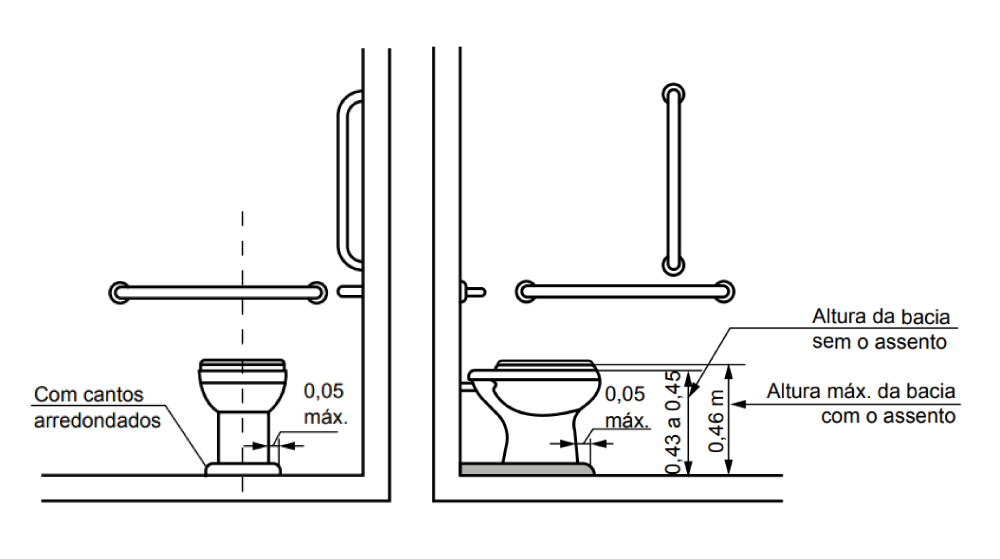 Com cantos
arredondados
0,05
máx.
0,05
máx.
0,43 a 0,45
0,46 m
Altura da bacia
sem o assento
Altura máx. da bacia
com o assento